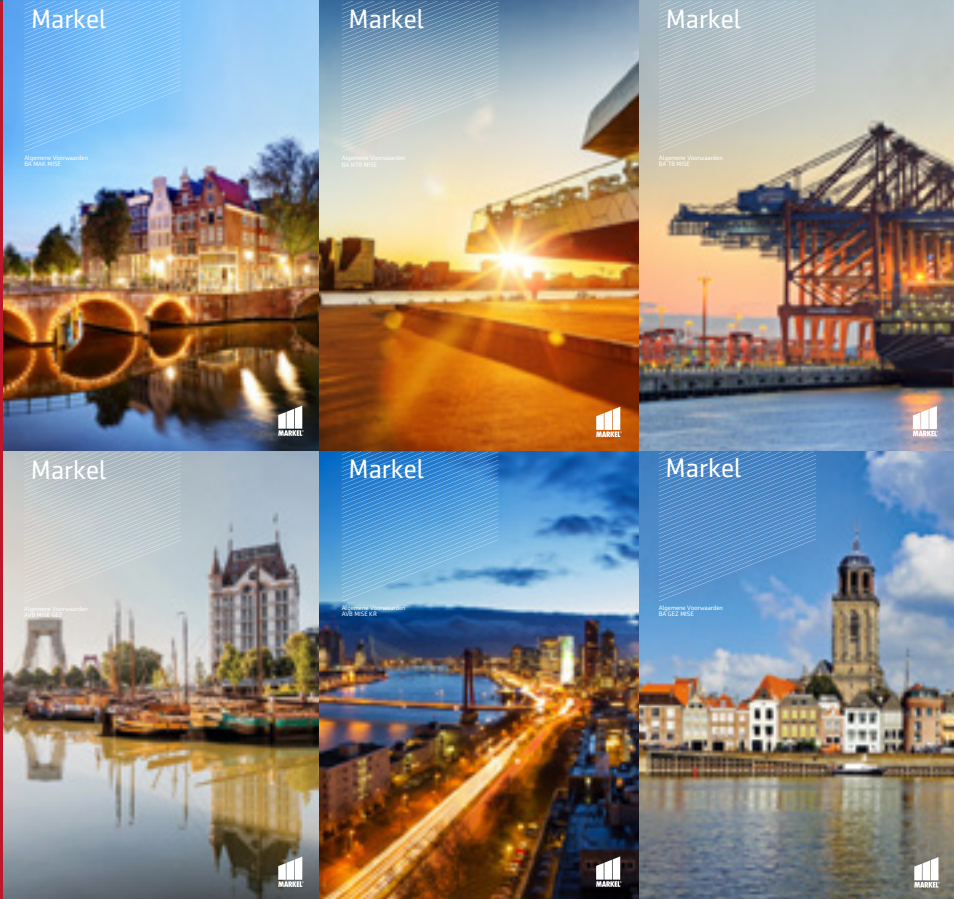 Markel
Algemene Voorwaarden
BA MAK MISE
MARKEL
Markel
Algemene Voorwaarden
BA WTR MISE
MARKEL
Markel
Algemene Voorwaarden
BA TB MISE
MARKEL
Markel
Algemene Voorwaarden
AVB MISE GEZ
MARKEL
Markel
Algemene Voorwaarden
AVB MISE KR
MARKEL
Markel
Algemene Voorwaarden
BA GEZ MISE
MARKEL